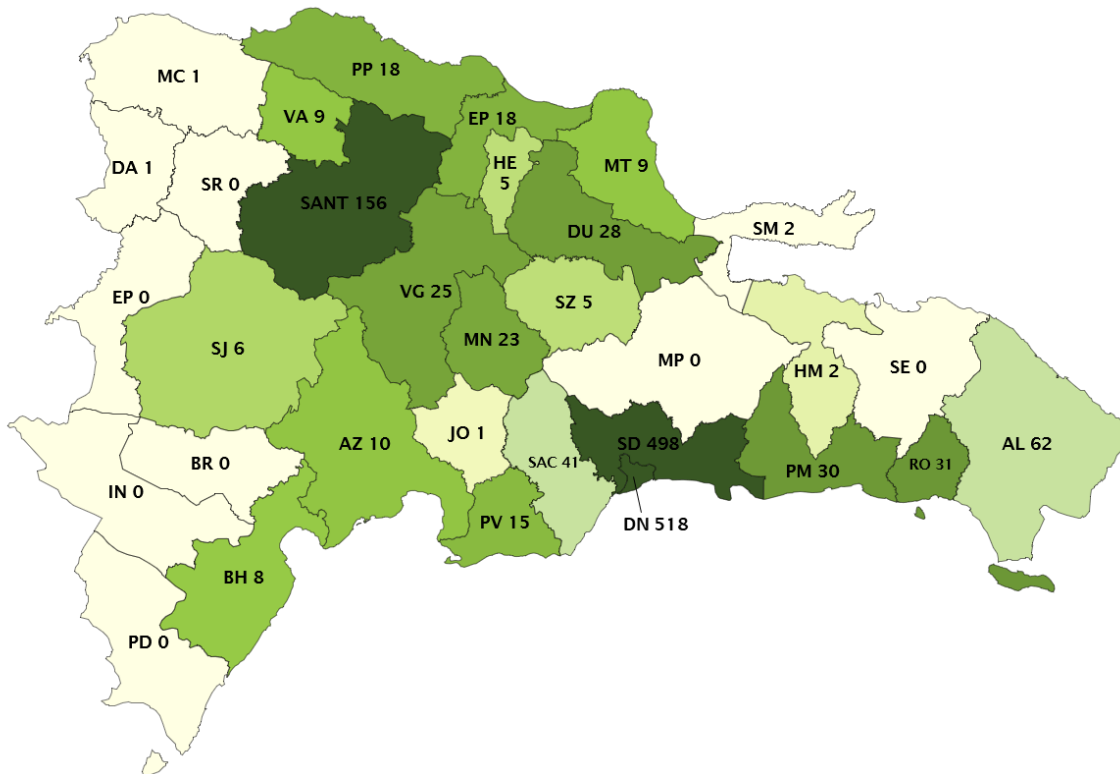 PP 18
MC 1
VA 9
EP 18
HE
5
MT 9
DA 1
SR 0
SANT 156
SM 2
DU 28
EP 0
VG 25
SZ 5
SJ 6
MN 23
MP 0
HM 2
SE 0
AZ 10
JO 1
SD 498
AL 62
BR 0
SAC 41
PM 30
RO 31
IN 0
PV 15
DN 518
BH 8
PD 0